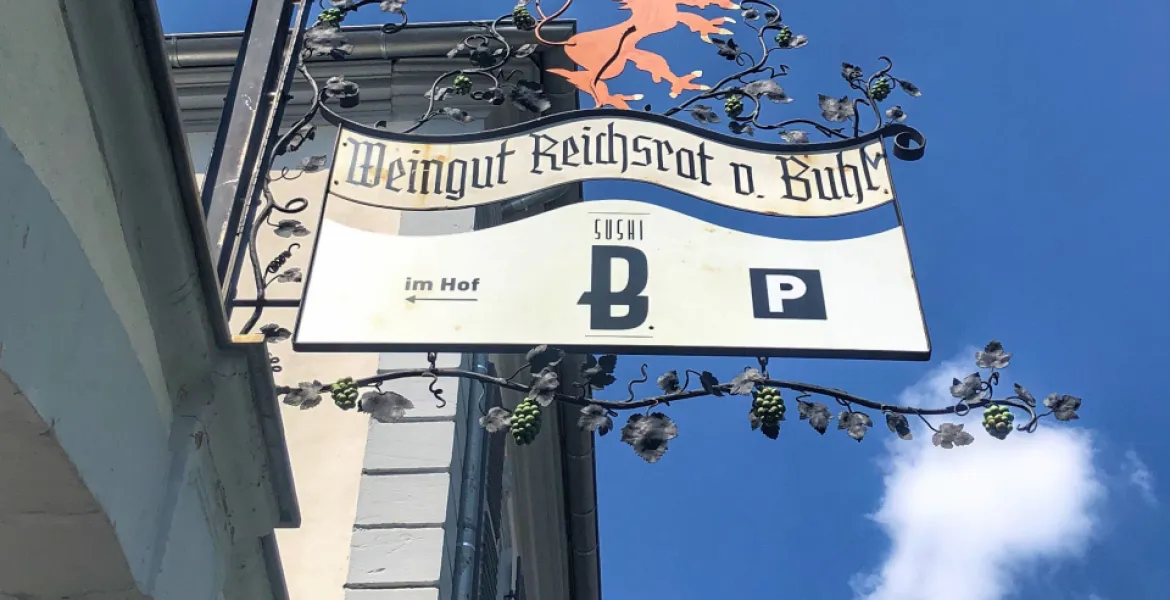 Weingut Reichsrat v. Buhl
SUSHI
B.
im Hof
P